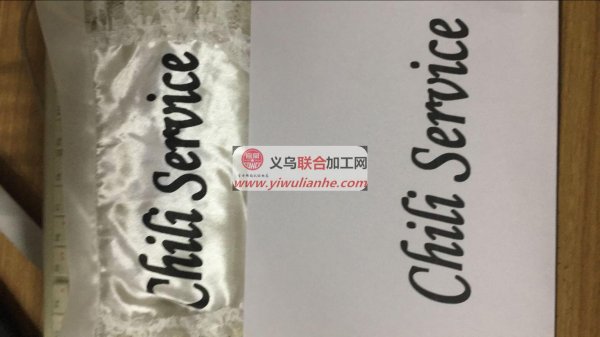 Chili Service
Chili Service
义乌联合加工网
www.yiwulianhe.com